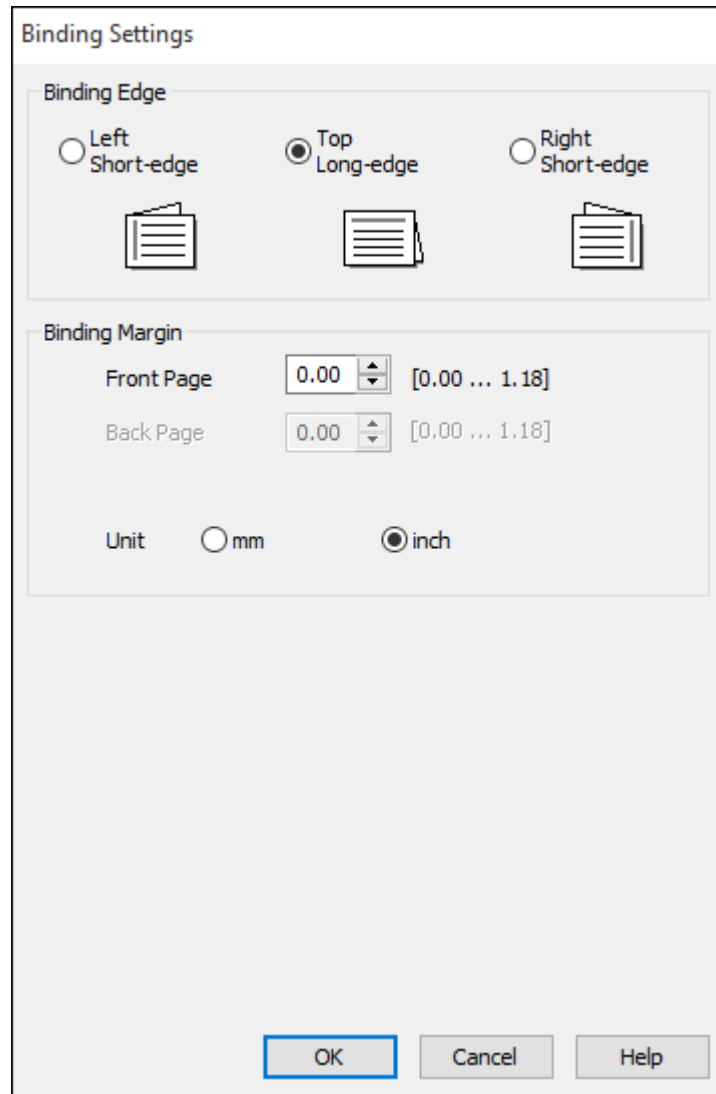 Binding Settings
Binding Edge
Left
Short-edge
Top
Long-edge
Right
Short-edge
Binding Margin
Front Page 0.00 [0.00 ... 1.18]
Back Page 0.00 [0.00 ... 1.18]
Unit mm inch
OK Cancel Help